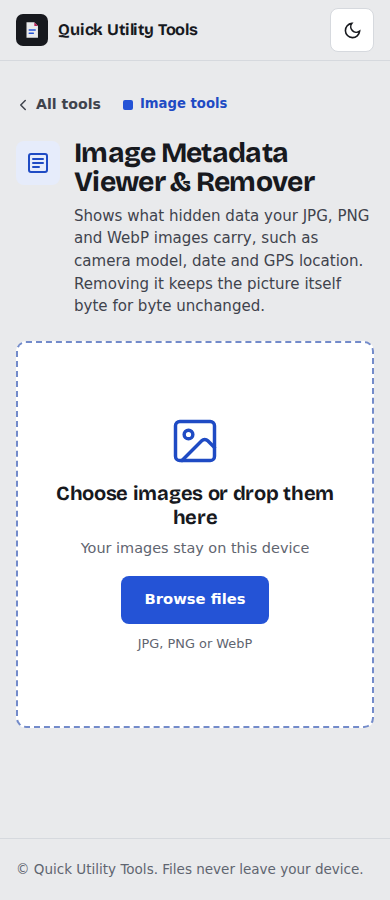 Quick Utility Tools
All tools
Image tools
Image Metadata
Viewer & Remover
Shows what hidden data your JPG, PNG
and WebP images carry, such as
camera model, date and GPS location.
Removing it keeps the picture itself
byte for byte unchanged.
Choose images or drop them
here
Your images stay on this device
Browse files
JPG, PNG or WebP
© Quick Utility Tools. Files never leave your device.